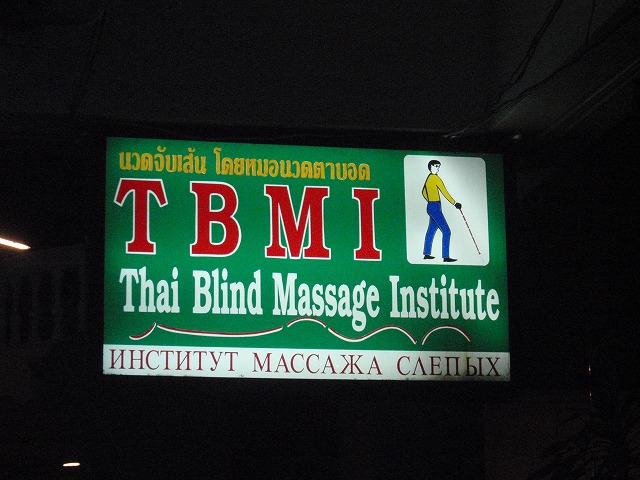 นวดจับเส้น โดยหมอนวดตาบอด
TBMI
Thai Blind Massage Institute
ИНСТИТУТ МАССАЖА СЛЕПЫХ